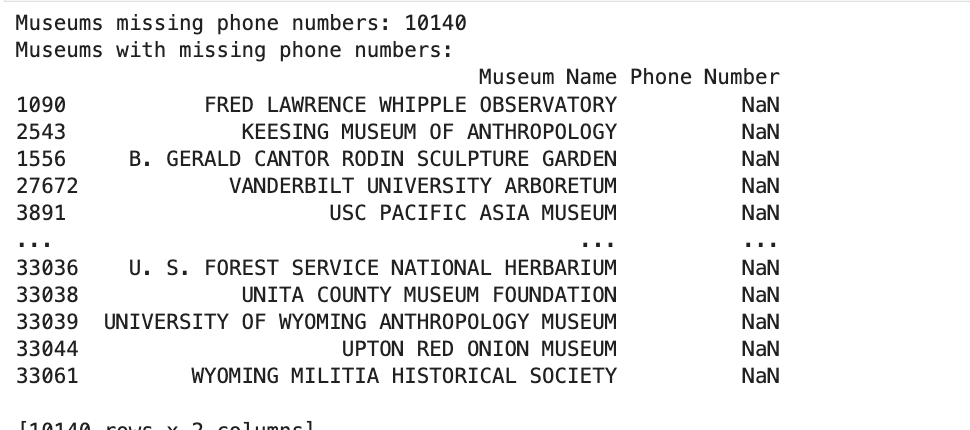 Museums missing phone numbers: 10140
Museums with missing phone numbers:
Museum Name Phone Number
1090 FRED LAWRENCE WHIPPLE OBSERVATORY NaN
2543 KEESING MUSEUM OF ANTHROPOLOGY NaN
1556 B. GERALD CANTOR RODIN SCULPTURE GARDEN NaN
27672 VANDERBILT UNIVERSITY ARBORETUM NaN
3891 USC PACIFIC ASIA MUSEUM NaN
... ... ...
33036 U. S. FOREST SERVICE NATIONAL HERBARIUM NaN
33038 UNITA COUNTY MUSEUM FOUNDATION NaN
33039 UNIVERSITY OF WYOMING ANTHROPOLOGY MUSEUM NaN
33044 UPTON RED ONION MUSEUM NaN
33061 WYOMING MILITIA HISTORICAL SOCIETY NaN
[10140 rows x 2 columns]